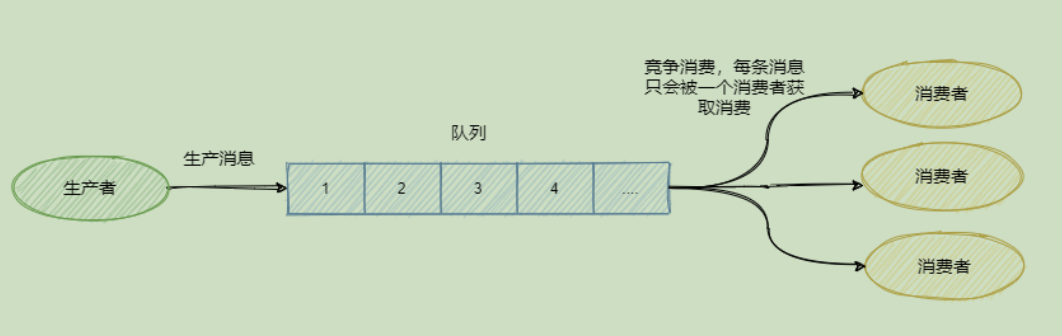 竞争消费，每条消息
只会被一个消费者获
取消费
消费者
队列
生产消息
生产者
1
2
3
4
....
消费者
消费者